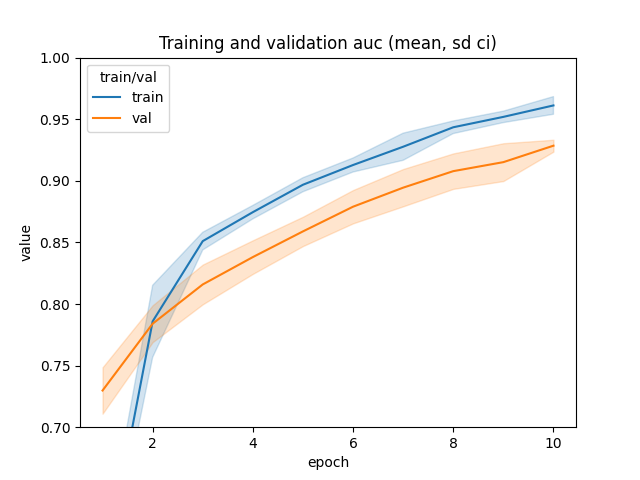 Training and validation auc (mean, sd ci)
train/val
train
val
value
1.00
0.95
0.90
0.85
0.80
0.75
0.70
2 4 6 8 10
epoch